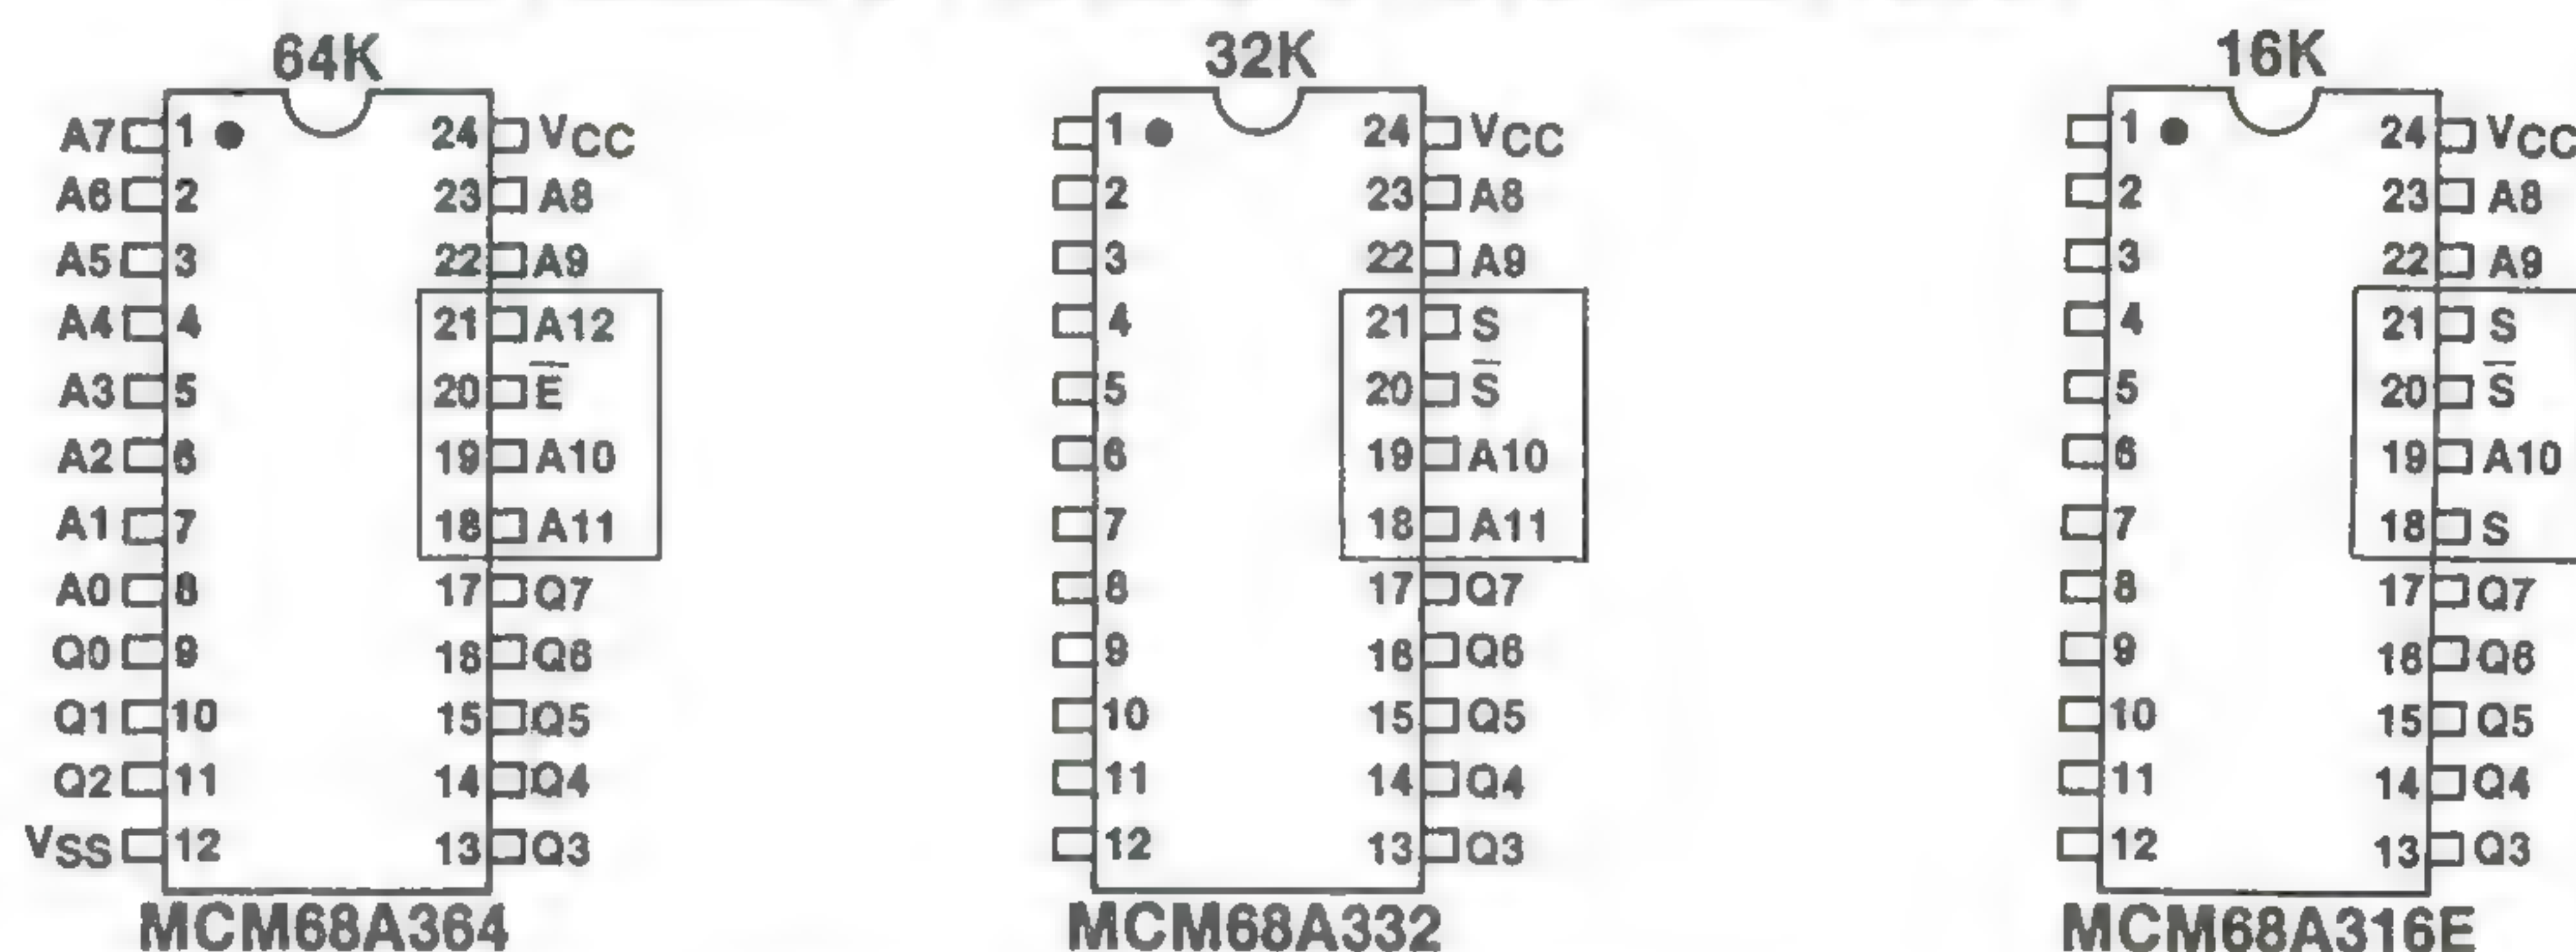 64K 32K 16K
A7 1 24 VCC 1 24 VCC 1 24 VCC
A6 2 23 A8 2 23 A8 2 23 A8
A5 3 22 A9 3 22 A9 3 22 A9
A4 4 21 A12 4 21 S 4 21 S
A3 5 20 E̅ 5 20 S̅ 5 20 S̅
A2 6 19 A10 6 19 A10 6 19 A10
A1 7 18 A11 7 18 A11 7 18 S
A0 8 17 Q7 8 17 Q7 8 17 Q7
Q0 9 16 Q6 9 16 Q6 9 16 Q6
Q1 10 15 Q5 10 15 Q5 10 15 Q5
Q2 11 14 Q4 11 14 Q4 11 14 Q4
VSS 12 13 Q3 12 13 Q3 12 13 Q3
MCM68A364 MCM68A332 MCM68A316E